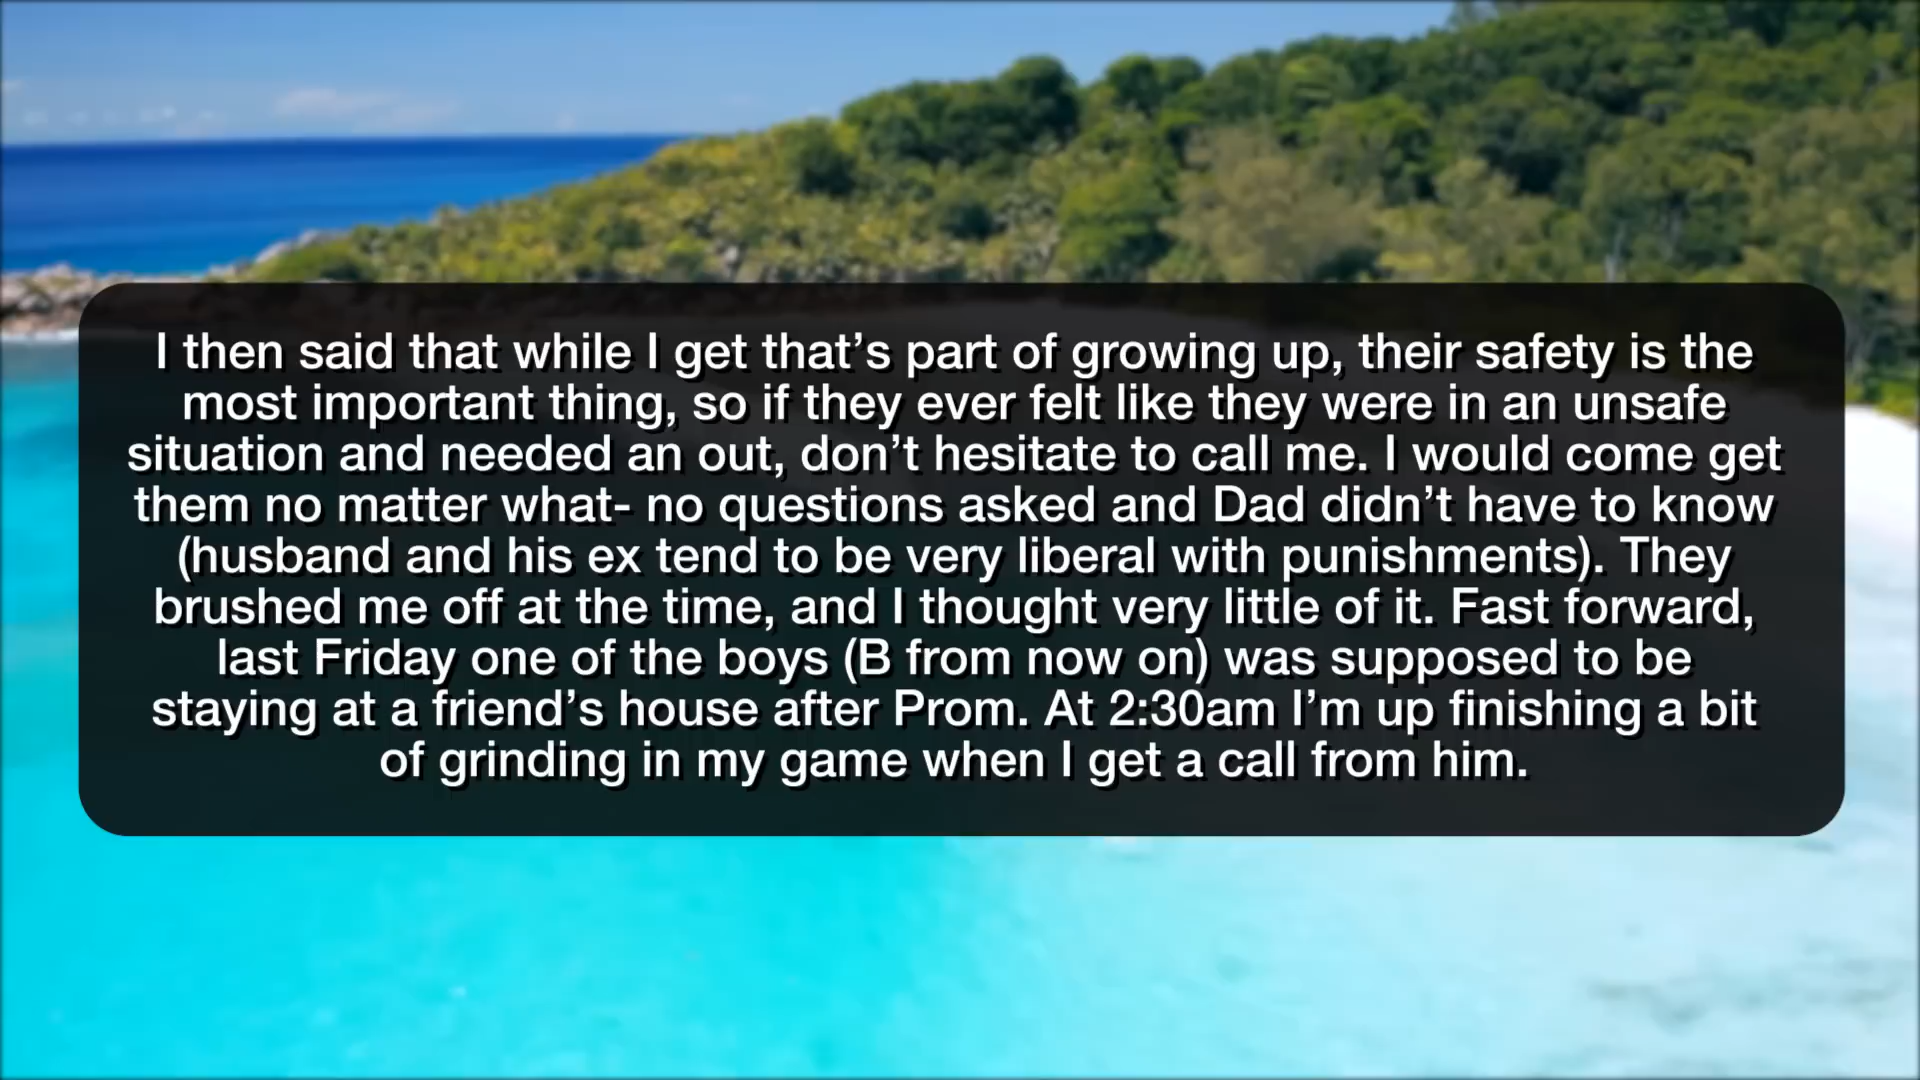 I then said that while I get that’s part of growing up, their safety is the
most important thing, so if they ever felt like they were in an unsafe
situation and needed an out, don’t hesitate to call me. I would come get
them no matter what- no questions asked and Dad didn’t have to know
(husband and his ex tend to be very liberal with punishments). They
brushed me off at the time, and I thought very little of it. Fast forward,
last Friday one of the boys (B from now on) was supposed to be
staying at a friend’s house after Prom. At 2:30am I’m up finishing a bit
of grinding in my game when I get a call from him.